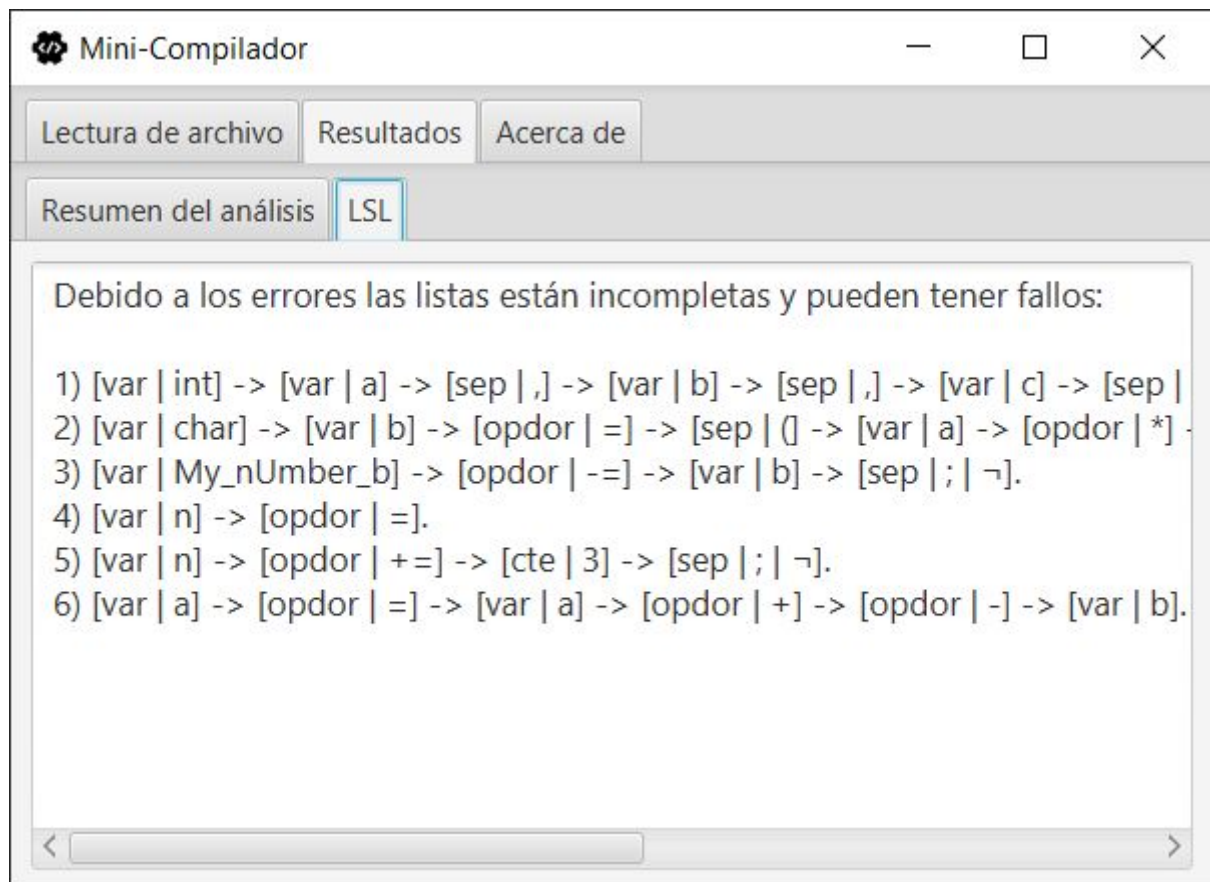 Mini-Compilador
Lectura de archivo Resultados Acerca de
Resumen del análisis LSL
Debido a los errores las listas están incompletas y pueden tener fallos:
1) [var | int] -> [var | a] -> [sep | ,] -> [var | b] -> [sep | ,] -> [var | c] -> [sep |
2) [var | char] -> [var | b] -> [opdor | =] -> [sep | (] -> [var | a] -> [opdor | *] -
3) [var | My_nUmber_b] -> [opdor | -=] -> [var | b] -> [sep | ; | ¬].
4) [var | n] -> [opdor | =].
5) [var | n] -> [opdor | +=] -> [cte | 3] -> [sep | ; | ¬].
6) [var | a] -> [opdor | =] -> [var | a] -> [opdor | +] -> [opdor | -] -> [var | b].